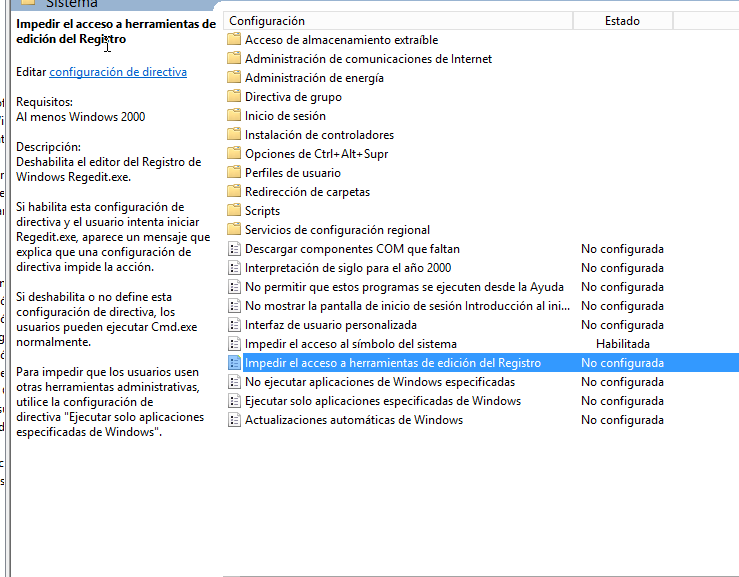 Sistema
Impedir el acceso a herramientas de
edición del Registro
Editar configuración de directiva
Requisitos:
Al menos Windows 2000
Descripción:
Deshabilita el editor del Registro de
Windows Regedit.exe.
Si habilita esta configuración de
directiva y el usuario intenta iniciar
Regedit.exe, aparece un mensaje que
explica que una configuración de
directiva impide la acción.
Si deshabilita o no define esta
configuración de directiva, los
usuarios pueden ejecutar Cmd.exe
normalmente.
Para impedir que los usuarios usen
otras herramientas administrativas,
utilice la configuración de
directiva "Ejecutar solo aplicaciones
especificadas de Windows".
Configuración Estado
Acceso de almacenamiento extraíble
Administración de comunicaciones de Internet
Administración de energía
Directiva de grupo
Inicio de sesión
Instalación de controladores
Opciones de Ctrl+Alt+Supr
Perfiles de usuario
Redirección de carpetas
Scripts
Servicios de configuración regional
Descargar componentes COM que faltan No configurada
Interpretación de siglo para el año 2000 No configurada
No permitir que estos programas se ejecuten desde la Ayuda No configurada
No mostrar la pantalla de inicio de sesión Introducción al ini... No configurada
Interfaz de usuario personalizada No configurada
Impedir el acceso al símbolo del sistema Habilitada
Impedir el acceso a herramientas de edición del Registro No configurada
No ejecutar aplicaciones de Windows especificadas No configurada
Ejecutar solo aplicaciones especificadas de Windows No configurada
Actualizaciones automáticas de Windows No configurada